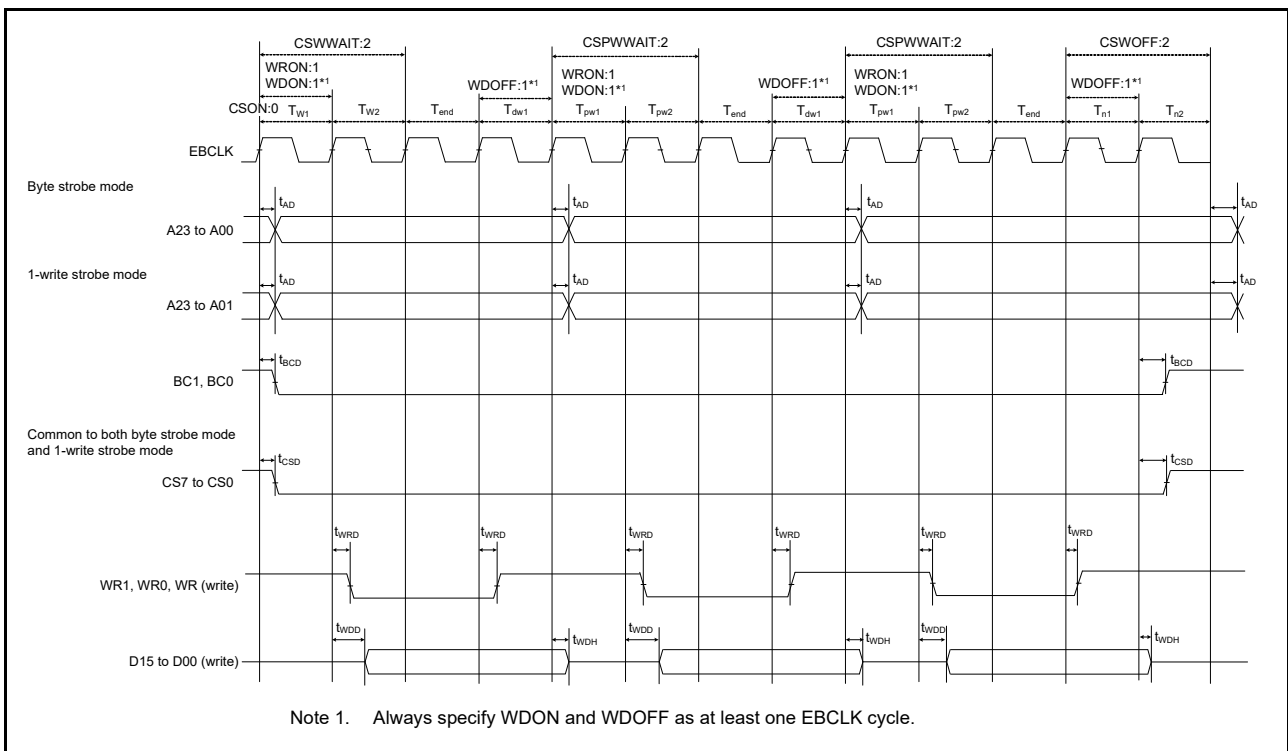 CSWWAIT:2 CSPWWAIT:2 CSPWWAIT:2 CSWOFF:2
WRON:1 WRON:1 WRON:1
WDON:1*1 WDOFF:1*1 WDON:1*1 WDOFF:1*1 WDON:1*1 WDOFF:1*1
CSON:0 TW1 TW2 Tend Tdw1 Tpw1 Tpw2 Tend Tdw1 Tpw1 Tpw2 Tend Tn1 Tn2
EBCLK
Byte strobe mode
tAD tAD tAD tAD
A23 to A00
1-write strobe mode
tAD tAD tAD tAD
A23 to A01
tBCD tBCD
BC1, BC0
Common to both byte strobe mode
and 1-write strobe mode
tCSD tCSD
CS7 to CS0
tWRD tWRD tWRD tWRD tWRD tWRD
WR1, WR0, WR (write)
tWDD tWDH tWDD tWDH tWDD tWDH
D15 to D00 (write)
Note 1. Always specify WDON and WDOFF as at least one EBCLK cycle.